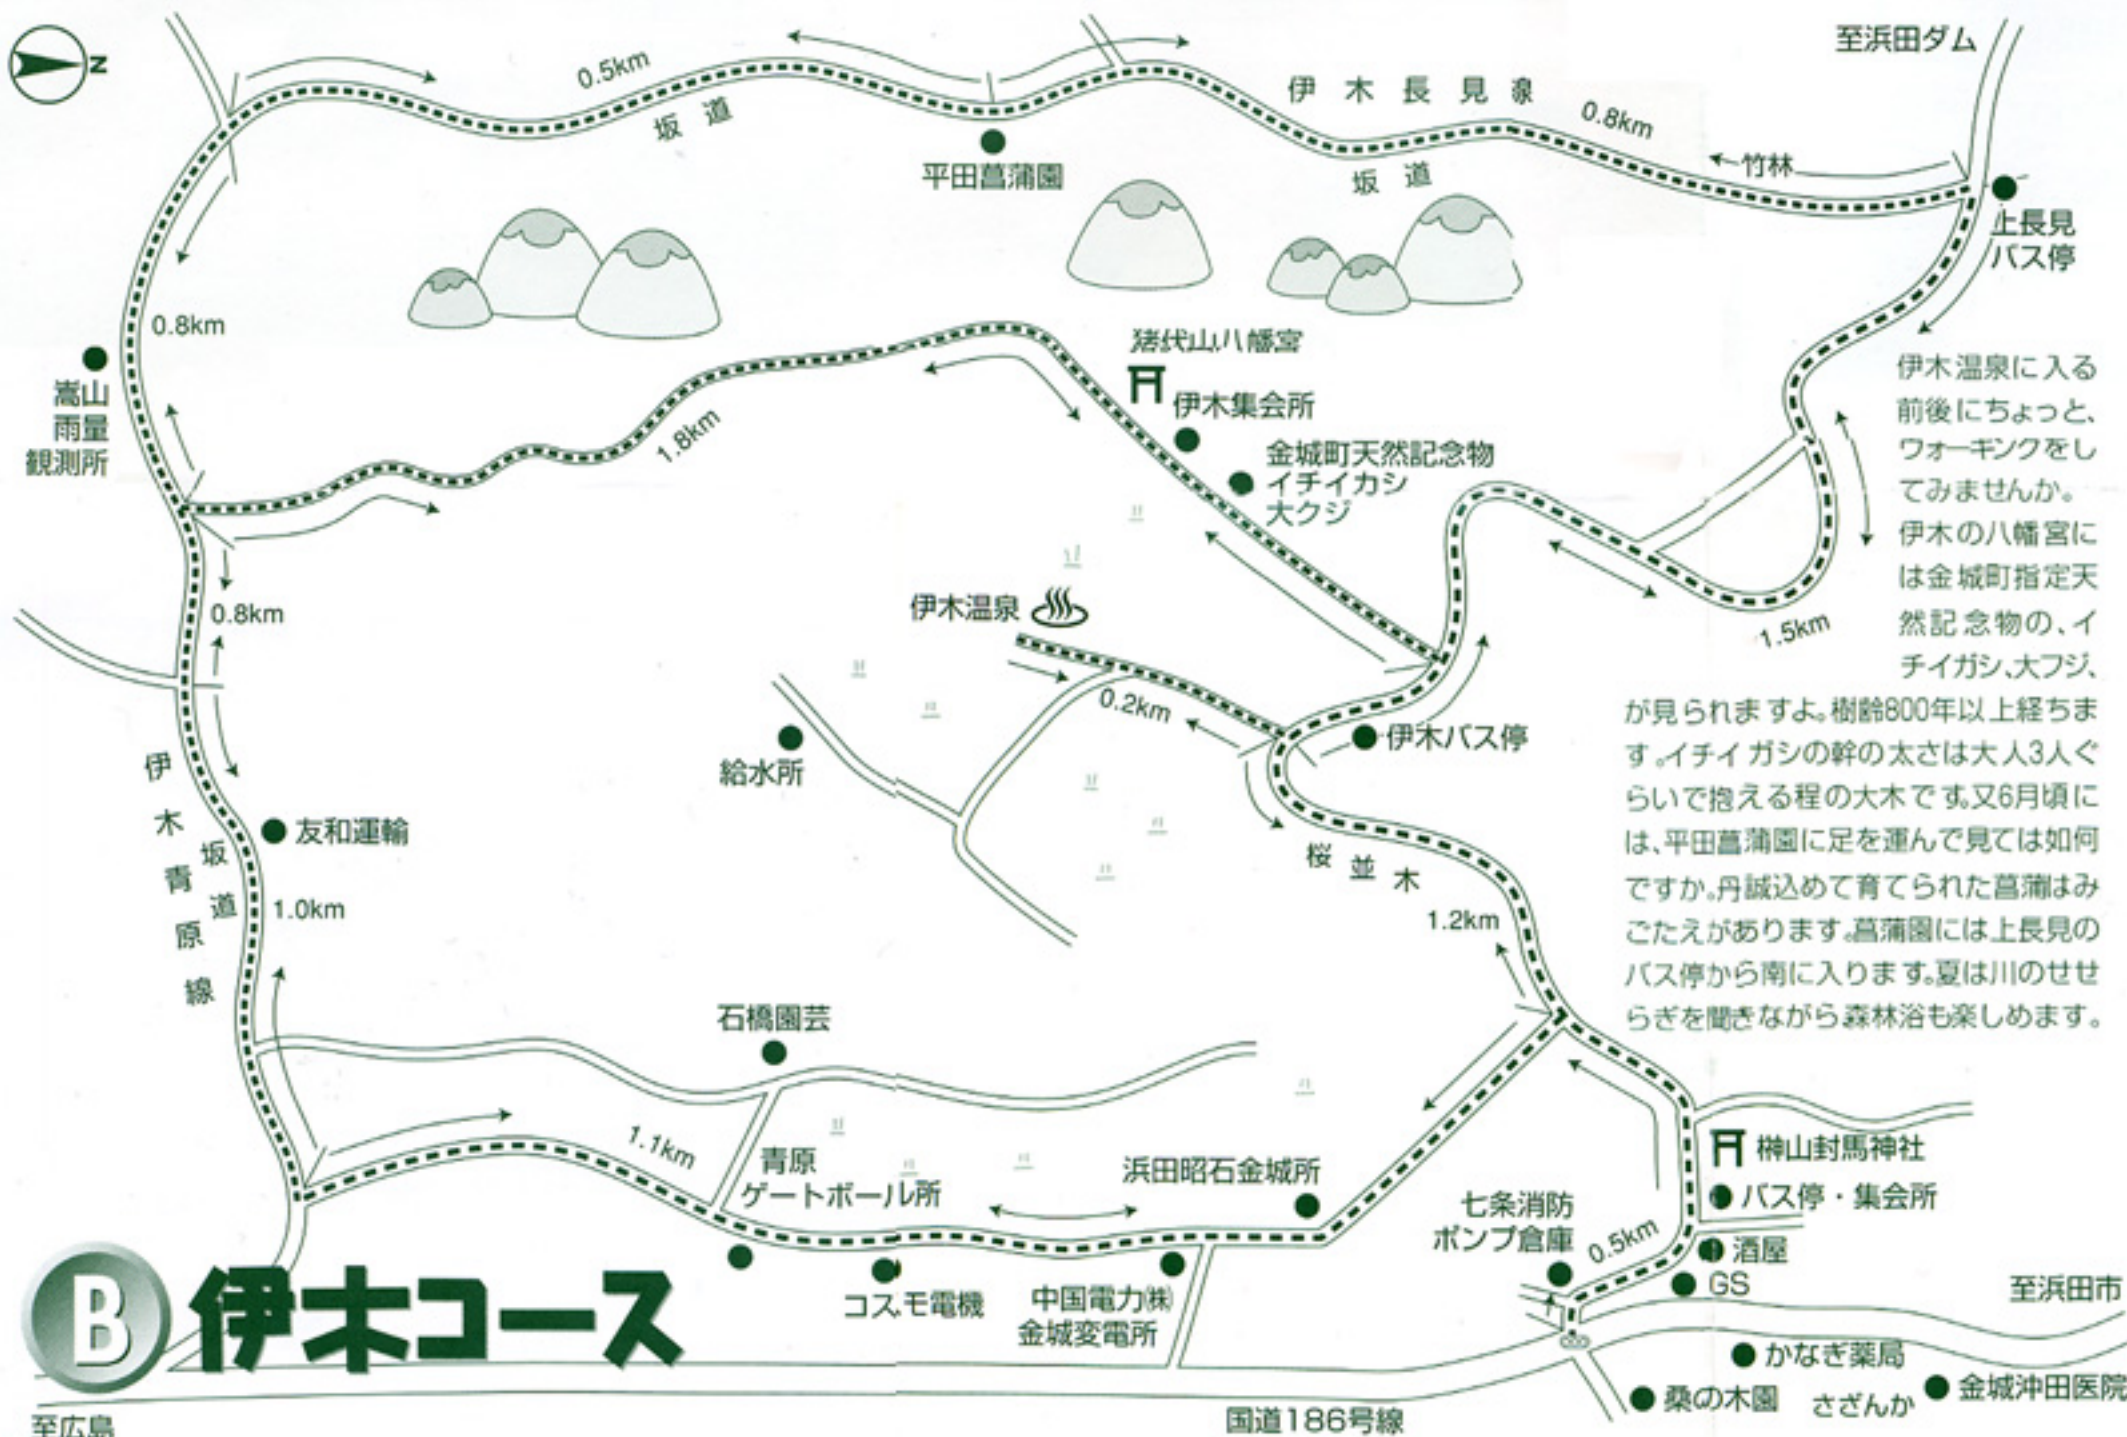 N
至浜田ダム
0.5km
坂道
伊木長見線
0.8km
坂道
竹林
平田菖蒲園
上長見
バス停
0.8km
嵩山
雨量
観測所
1.8km
猪伏山八幡宮
伊木集会所
金城町天然記念物
イチイカシ
大クジ
伊木温泉に入る
前後にちょっと、
ウォーキングをし
てみませんか。
伊木の八幡宮に
は金城町指定天
然記念物の、イ
チイガシ、大フジ、
が見られますよ。樹齢800年以上経ちま
す。イチイガシの幹の太さは大人3人ぐ
らいで抱える程の大木です。又6月頃に
は、平田菖蒲園に足を運んで見ては如何
ですか。丹誠込めて育てられた菖蒲はみ
ごたえがあります。菖蒲園には上長見の
バス停から南に入ります。夏は川のせせ
らぎを聞きながら森林浴も楽しめます。
0.8km
伊木温泉
0.2km
1.5km
伊木バス停
給水所
伊木青原線
坂道
友和運輸
1.0km
桜並木
1.2km
石橋園芸
1.1km
青原
ゲートボール所
浜田昭石金城所
七条消防
ポンプ倉庫
0.5km
榊山封馬神社
バス停・集会所
酒屋
GS
至浜田市
コスモ電機
中国電力㈱
金城変電所
かなぎ薬局
桑の木園
さざんか
金城沖田医院
B 伊木コース
至広島
国道186号線